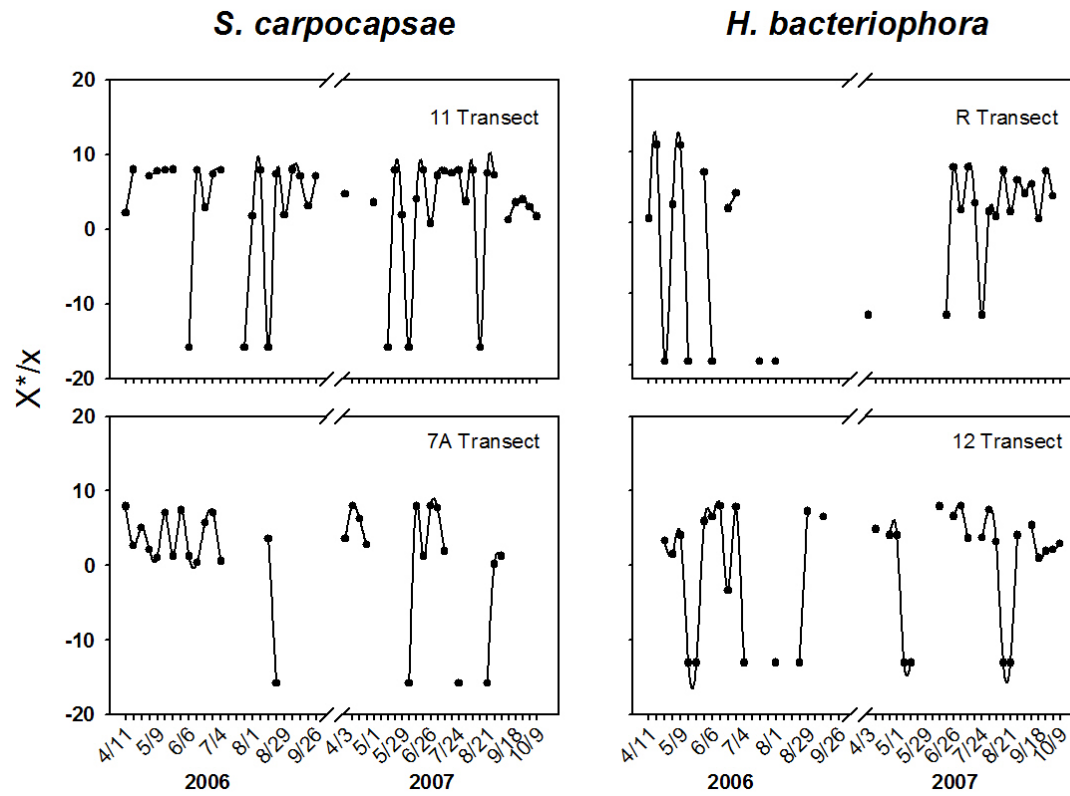 S. carpocapsae
H. bacteriophora
X*/x
20
10
0
-10
-20
11 Transect
R Transect
20
10
0
-10
-20
7A Transect
12 Transect
4/11 5/9 6/6 7/4 8/1 8/29 9/26 4/3 5/1 5/29 6/26 7/24 8/21 9/18 10/9
4/11 5/9 6/6 7/4 8/1 8/29 9/26 4/3 5/1 5/29 6/26 7/24 8/21 9/18 10/9
2006 2007
2006 2007